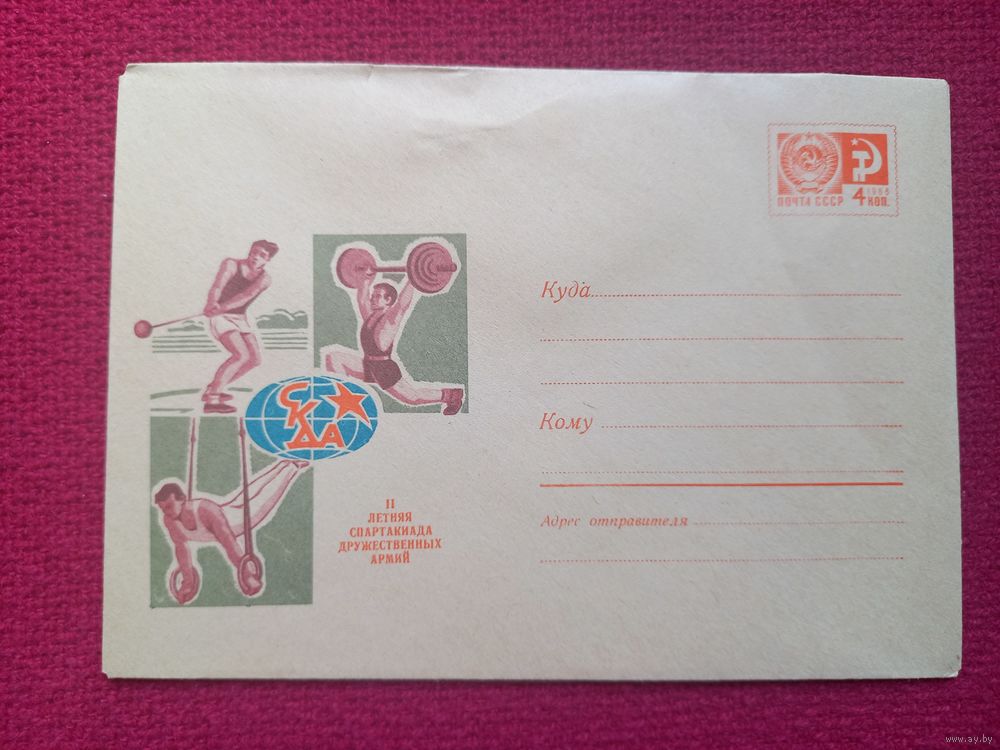 ПОЧТА СССР
4 1966
КОП.
Куда
Кому
Адрес отправителя
СКДА
II
ЛЕТНЯЯ
СПАРТАКИАДА
ДРУЖЕСТВЕННЫХ
АРМИЙ
www.ay.by